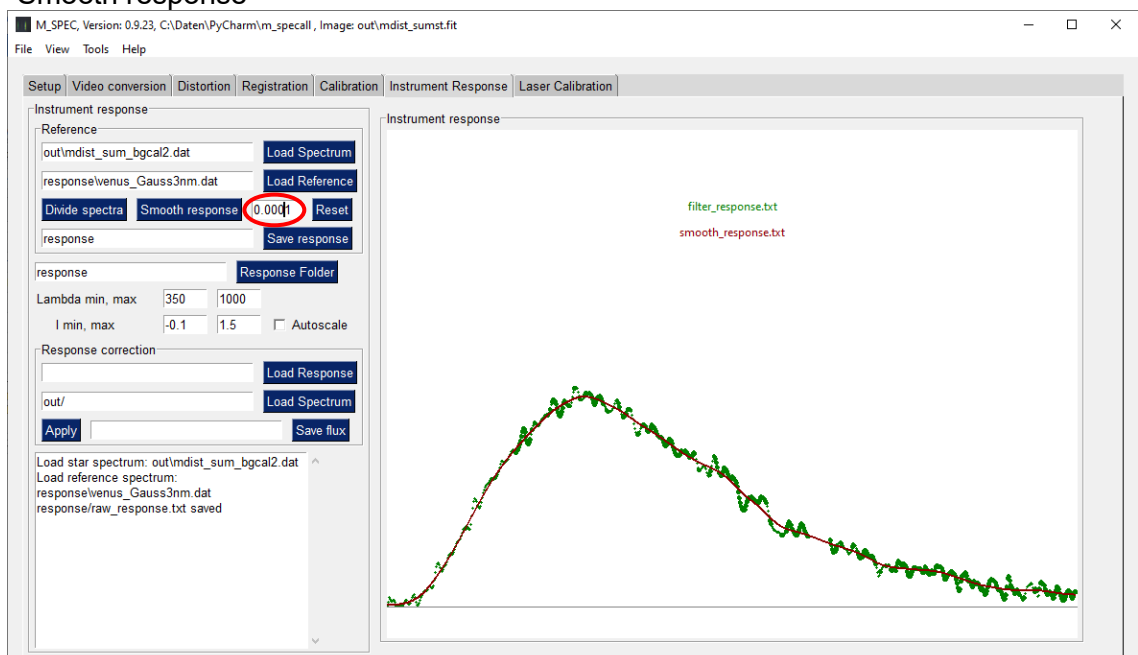 Smooth response
M_SPEC, Version: 0.9.23, C:\Daten\PyCharm\m_specall , Image: out\mdist_sumst.fit
File View Tools Help
Setup Video conversion Distortion Registration Calibration Instrument Response Laser Calibration
Instrument response
Reference
out\mdist_sum_bgcal2.dat Load Spectrum
response\venus_Gauss3nm.dat Load Reference
Divide spectra Smooth response 0.0001 Reset
response Save response
response Response Folder
Lambda min, max 350 1000
I min, max -0.1 1.5 Autoscale
Response correction
Load Response
out/ Load Spectrum
Apply Save flux
Load star spectrum: out\mdist_sum_bgcal2.dat
Load reference spectrum:
response\venus_Gauss3nm.dat
response/raw_response.txt saved
Instrument response
filter_response.txt
smooth_response.txt